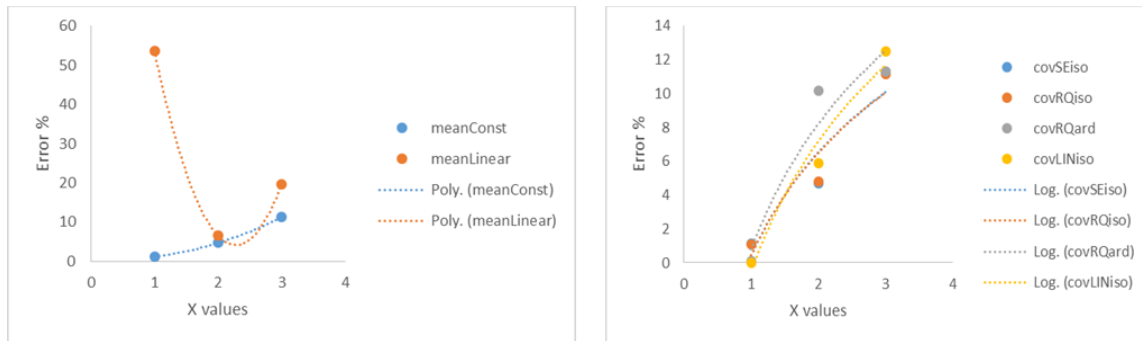 60
50
40
30
20
10
0
0 1 2 3 4
Error %
X values
meanConst
meanLinear
Poly. (meanConst)
Poly. (meanLinear)
14
12
10
8
6
4
2
0
0 1 2 3 4
Error %
X values
covSEiso
covRQiso
covRQard
covLINiso
Log. (covSEiso)
Log. (covRQiso)
Log. (covRQard)
Log. (covLINiso)